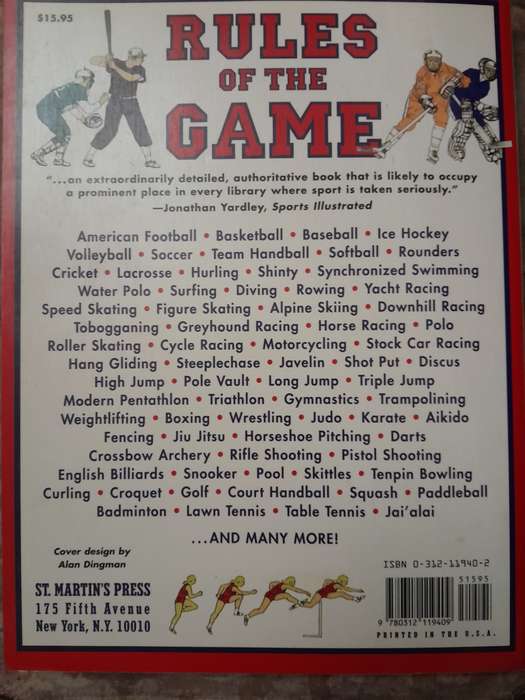 $15.95
RULES
OF THE
GAME
"...an extraordinarily detailed, authoritative book that is likely to occupy
a prominent place in every library where sport is taken seriously."
—Jonathan Yardley, Sports Illustrated
American Football • Basketball • Baseball • Ice Hockey
Volleyball • Soccer • Team Handball • Softball • Rounders
Cricket • Lacrosse • Hurling • Shinty • Synchronized Swimming
Water Polo • Surfing • Diving • Rowing • Yacht Racing
Speed Skating • Figure Skating • Alpine Skiing • Downhill Racing
Tobogganing • Greyhound Racing • Horse Racing • Polo
Roller Skating • Cycle Racing • Motorcycling • Stock Car Racing
Hang Gliding • Steeplechase • Javelin • Shot Put • Discus
High Jump • Pole Vault • Long Jump • Triple Jump
Modern Pentathlon • Triathlon • Gymnastics • Trampolining
Weightlifting • Boxing • Wrestling • Judo • Karate • Aikido
Fencing • Jiu Jitsu • Horseshoe Pitching • Darts
Crossbow Archery • Rifle Shooting • Pistol Shooting
English Billiards • Snooker • Pool • Skittles • Tenpin Bowling
Curling • Croquet • Golf • Court Handball • Squash • Paddleball
Badminton • Lawn Tennis • Table Tennis • Jai'alai
...AND MANY MORE!
Cover design by
Alan Dingman
ST. MARTIN'S PRESS
175 Fifth Avenue
New York, N.Y. 10010
ISBN 0-312-11940-2
51595
9 780312 119409
PRINTED IN THE U.S.A.